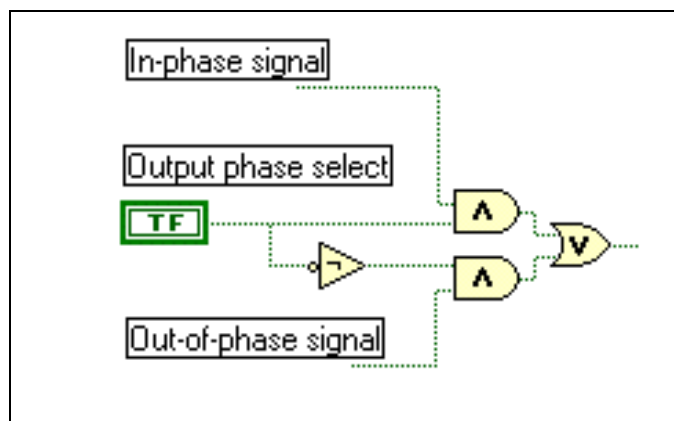 In-phase signal
Output phase select
TF
Out-of-phase signal